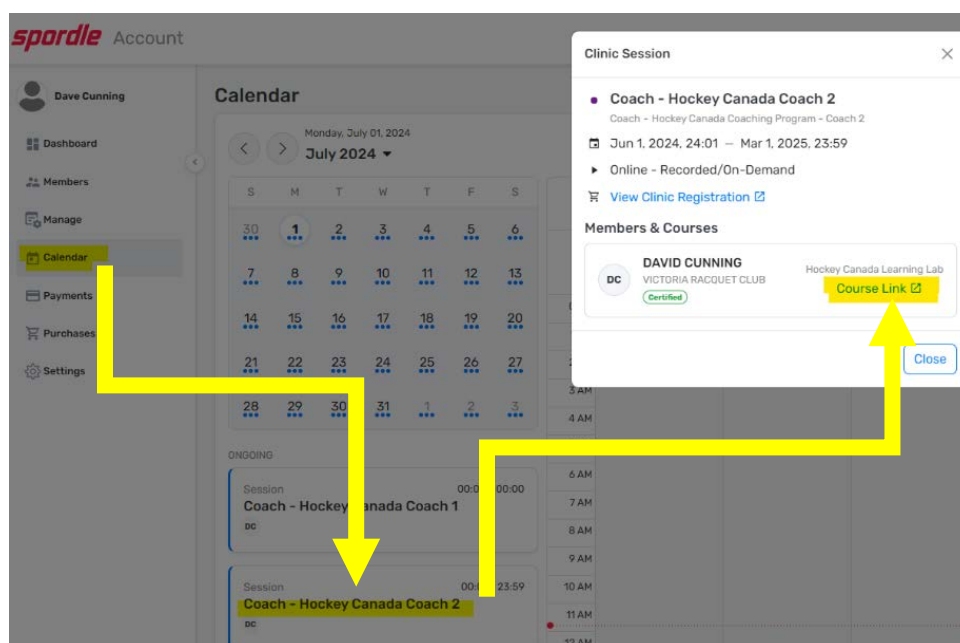 spordle Account
Dave Cunning
Dashboard
Members
Manage
Calendar
Payments
Purchases
Settings
Calendar
Monday, July 01, 2024
July 2024
S M T W T F S
30 1 2 3 4 5 6
7 8 9 10 11 12 13
14 15 16 17 18 19 20
21 22 23 24 25 26 27
28 29 30 31 1 2 3
ONGOING
Session
Coach - Hockey Canada Coach 1
DC
Session 23:59
Coach - Hockey Canada Coach 2
DC
3 AM
4 AM
6 AM
7 AM
8 AM
9 AM
10 AM
11 AM
12 AM
Clinic Session
Coach - Hockey Canada Coach 2
Coach - Hockey Canada Coaching Program - Coach 2
Jun 1, 2024, 24:01 — Mar 1, 2025, 23:59
Online - Recorded/On-Demand
View Clinic Registration
Members & Courses
DC
DAVID CUNNING
VICTORIA RACQUET CLUB
Certified
Hockey Canada Learning Lab
Course Link
Close